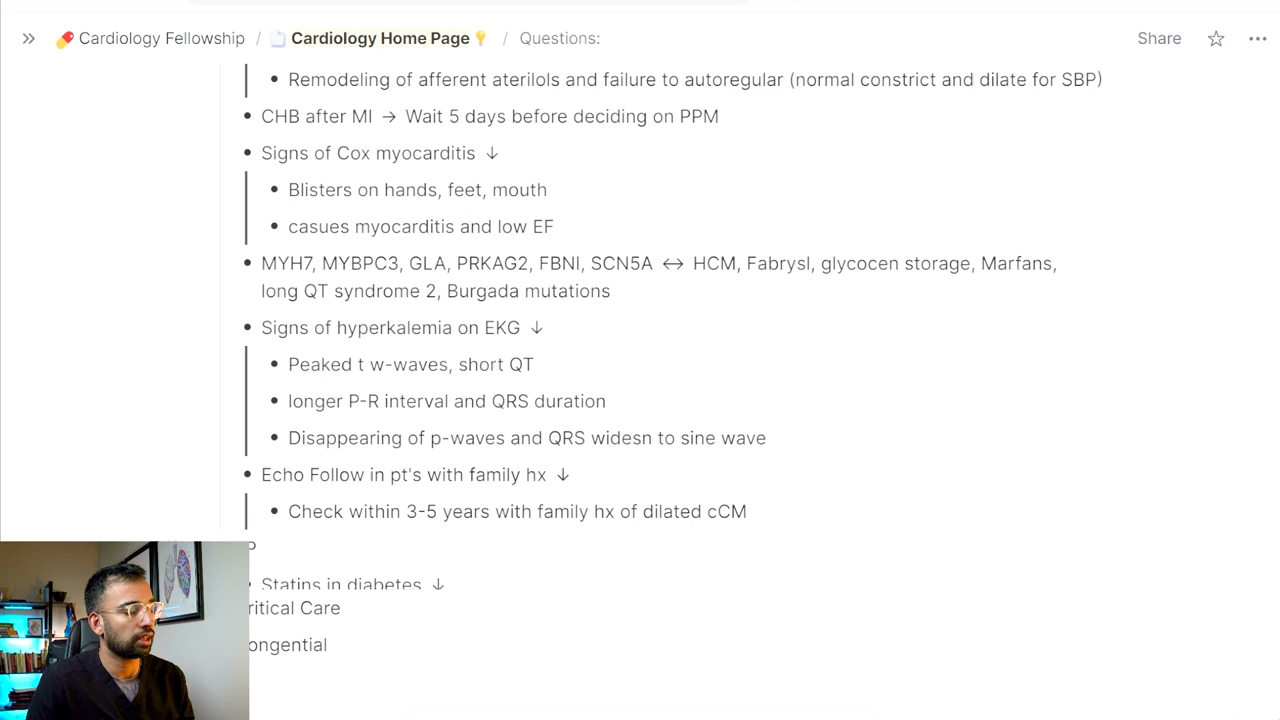 Cardiology Fellowship / Cardiology Home Page / Questions:
Share
Remodeling of afferent aterilols and failure to autoregular (normal constrict and dilate for SBP)
CHB after MI → Wait 5 days before deciding on PPM
Signs of Cox myocarditis ↓
Blisters on hands, feet, mouth
casues myocarditis and low EF
MYH7, MYBPC3, GLA, PRKAG2, FBNI, SCN5A ↔ HCM, Fabrysl, glycocen storage, Marfans,
long QT syndrome 2, Burgada mutations
Signs of hyperkalemia on EKG ↓
Peaked t w-waves, short QT
longer P-R interval and QRS duration
Disappearing of p-waves and QRS widesn to sine wave
Echo Follow in pt's with family hx ↓
Check within 3-5 years with family hx of dilated cCM
P
Statins in diabetes ↓
ritical Care
ongential